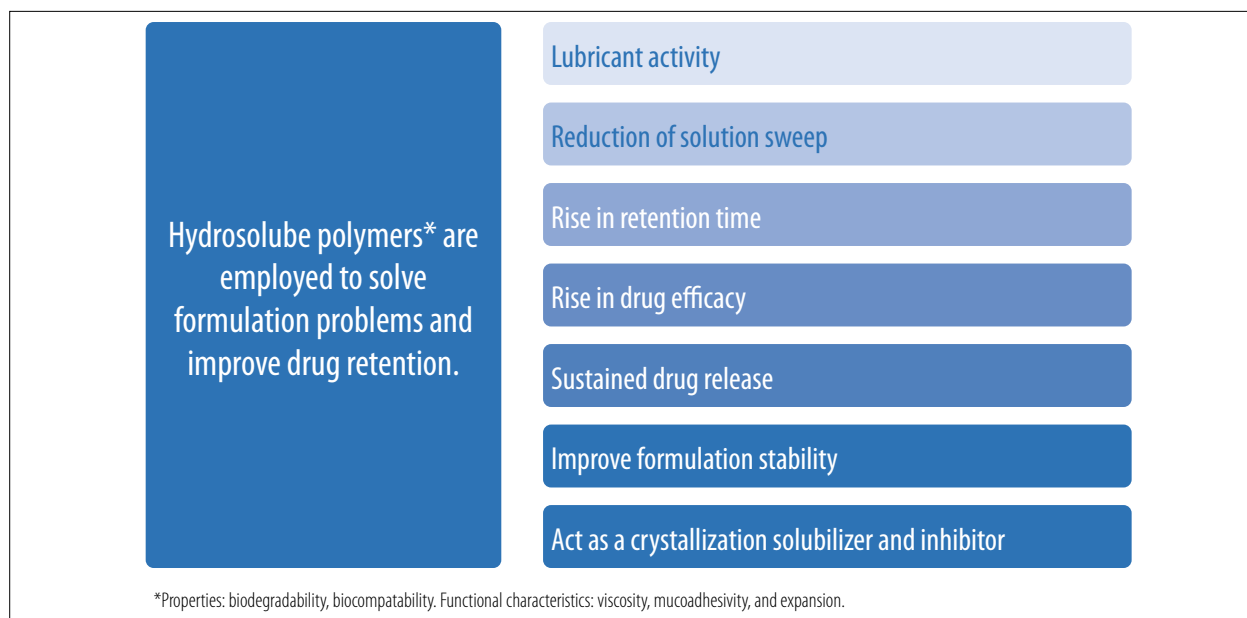 Hydrosolube polymers* are
employed to solve
formulation problems and
improve drug retention.
Lubricant activity
Reduction of solution sweep
Rise in retention time
Rise in drug efficacy
Sustained drug release
Improve formulation stability
Act as a crystallization solubilizer and inhibitor
*Properties: biodegradability, biocompatability. Functional characteristics: viscosity, mucoadhesivity, and expansion.